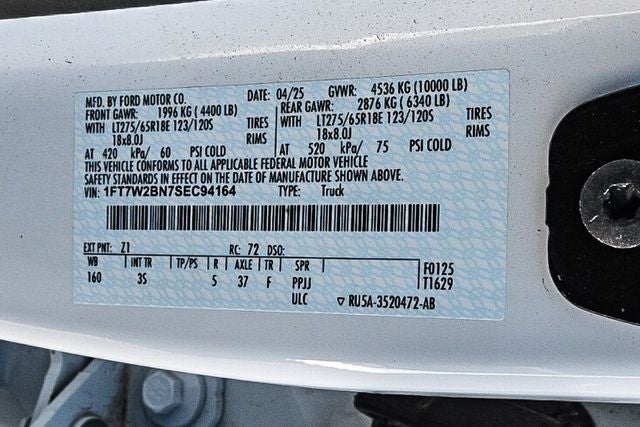 MFD. BY FORD MOTOR CO. DATE: 04/25 GVWR: 4536 KG (10000 LB)
FRONT GAWR: 1996 KG ( 4400 LB) REAR GAWR: 2876 KG ( 6340 LB)
WITH LT275/65R18E 123/120S TIRES WITH LT275/65R18E 123/120S TIRES
18x8.0J RIMS 18x8.0J RIMS
AT 420 kPa/ 60 PSI COLD AT 520 kPa/ 75 PSI COLD
THIS VEHICLE CONFORMS TO ALL APPLICABLE FEDERAL MOTOR VEHICLE
SAFETY STANDARDS IN EFFECT ON THE DATE OF MANUFACTURE SHOWN ABOVE.
VIN: 1FT7W2BN7SEC94164 TYPE: Truck
EXT PNT: Z1 RC: 72 DSO:
WB INT TR TP/PS R AXLE TR SPR F0125
160 3S 5 37 F PPJJ T1629
ULC ▽ RU5A-3520472-AB